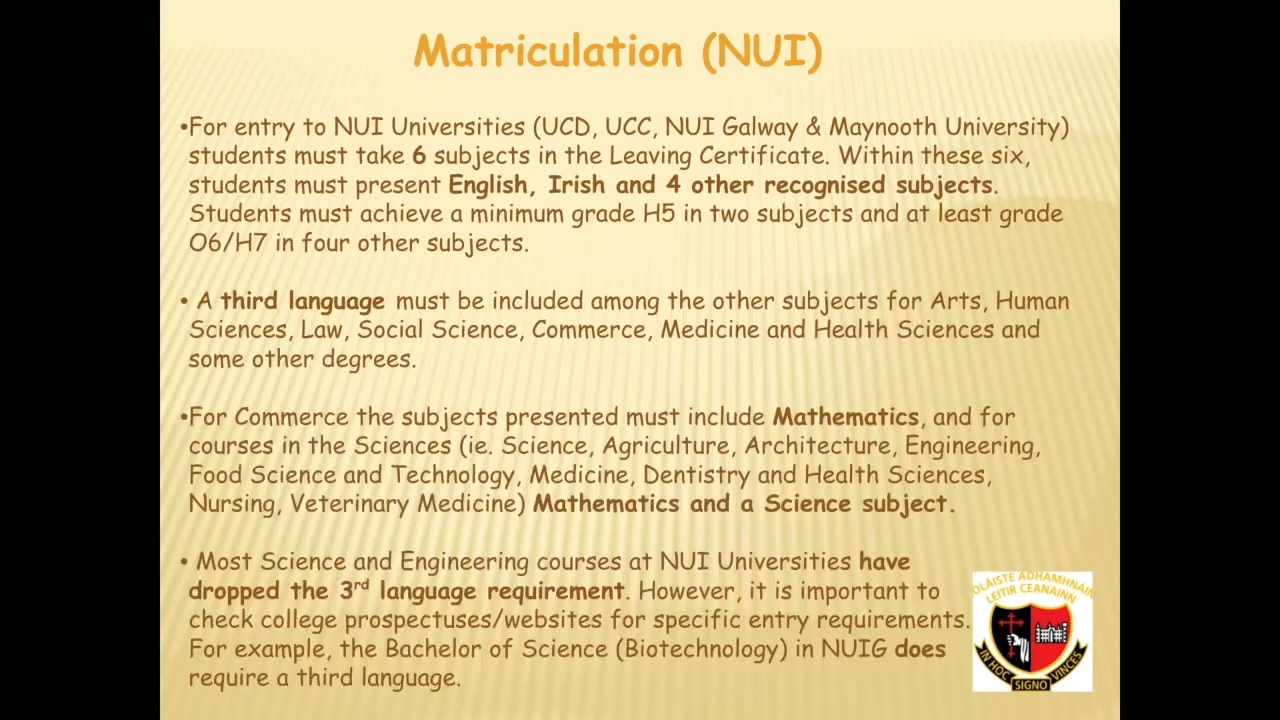 Matriculation (NUI)
•For entry to NUI Universities (UCD, UCC, NUI Galway & Maynooth University)
students must take 6 subjects in the Leaving Certificate. Within these six,
students must present English, Irish and 4 other recognised subjects.
Students must achieve a minimum grade H5 in two subjects and at least grade
O6/H7 in four other subjects.
• A third language must be included among the other subjects for Arts, Human
Sciences, Law, Social Science, Commerce, Medicine and Health Sciences and
some other degrees.
•For Commerce the subjects presented must include Mathematics, and for
courses in the Sciences (ie. Science, Agriculture, Architecture, Engineering,
Food Science and Technology, Medicine, Dentistry and Health Sciences,
Nursing, Veterinary Medicine) Mathematics and a Science subject.
• Most Science and Engineering courses at NUI Universities have
dropped the 3rd language requirement. However, it is important to
check college prospectuses/websites for specific entry requirements.
For example, the Bachelor of Science (Biotechnology) in NUIG does
require a third language.
OLÁISTE ADHAMHNÁIN
LEITIR CEANAINN
IN HOC SIGNO VINCES